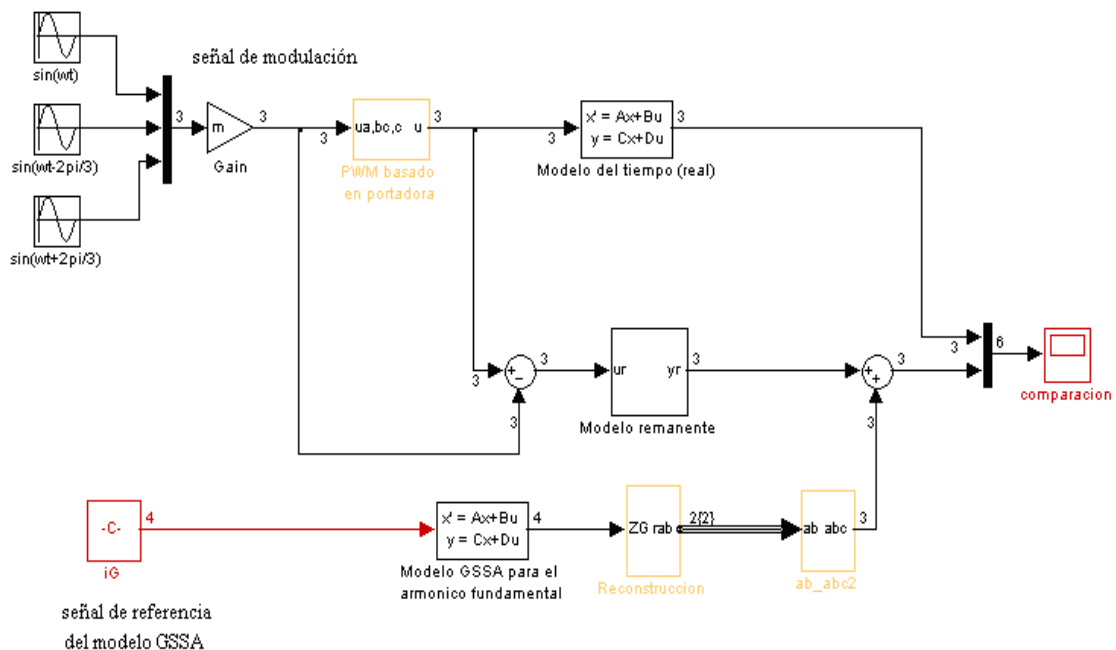 sin(wt)
señal de modulación
sin(wt-2pi/3)
sin(wt+2pi/3)
3
m
3
Gain
3
ua,bc,c u
3
PWM basado
en portadora
3
x' = Ax+Bu
y = Cx+Du
3
Modelo del tiempo (real)
3
+
−
3
3
ur yr
3
Modelo remanente
+
+
3
3
3
6
comparacion
-C-
4
iG
x' = Ax+Bu
y = Cx+Du
4
Modelo GSSA para el
armonico fundamental
ZG rab
2{2}
Reconstruccion
ab abc
3
ab_abc2
señal de referencia
del modelo GSSA